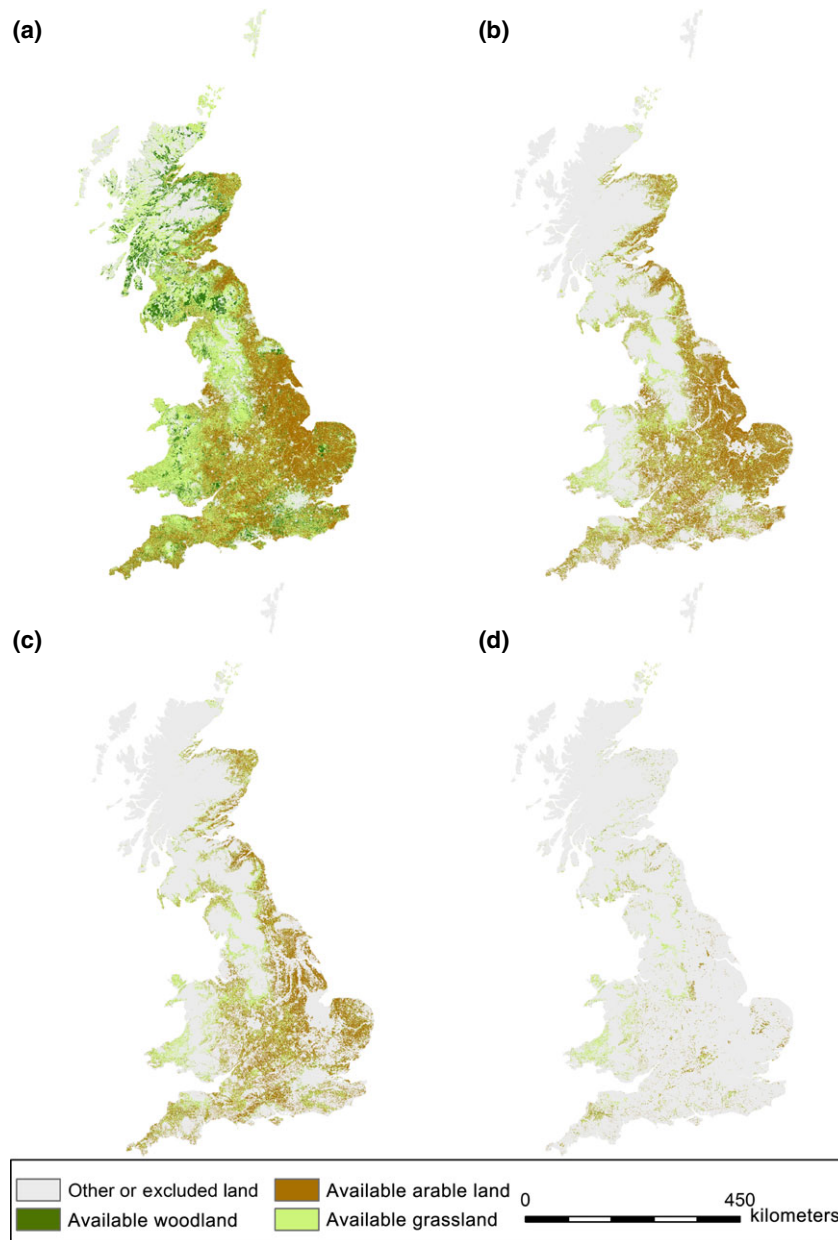 (a)
(b)
(c)
(d)
Other or excluded land
Available arable land
Available woodland
Available grassland
0
450
kilometers